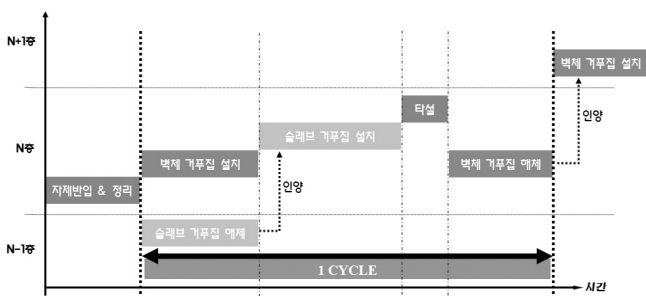 N+1층
벽체 거푸집 설치
인양
타설
슬래브 거푸집 설치
N층
벽체 거푸집 설치
벽체 거푸집 해체
자재반입 & 정리
인양
슬래브 거푸집 해체
N-1층
1 CYCLE
시간